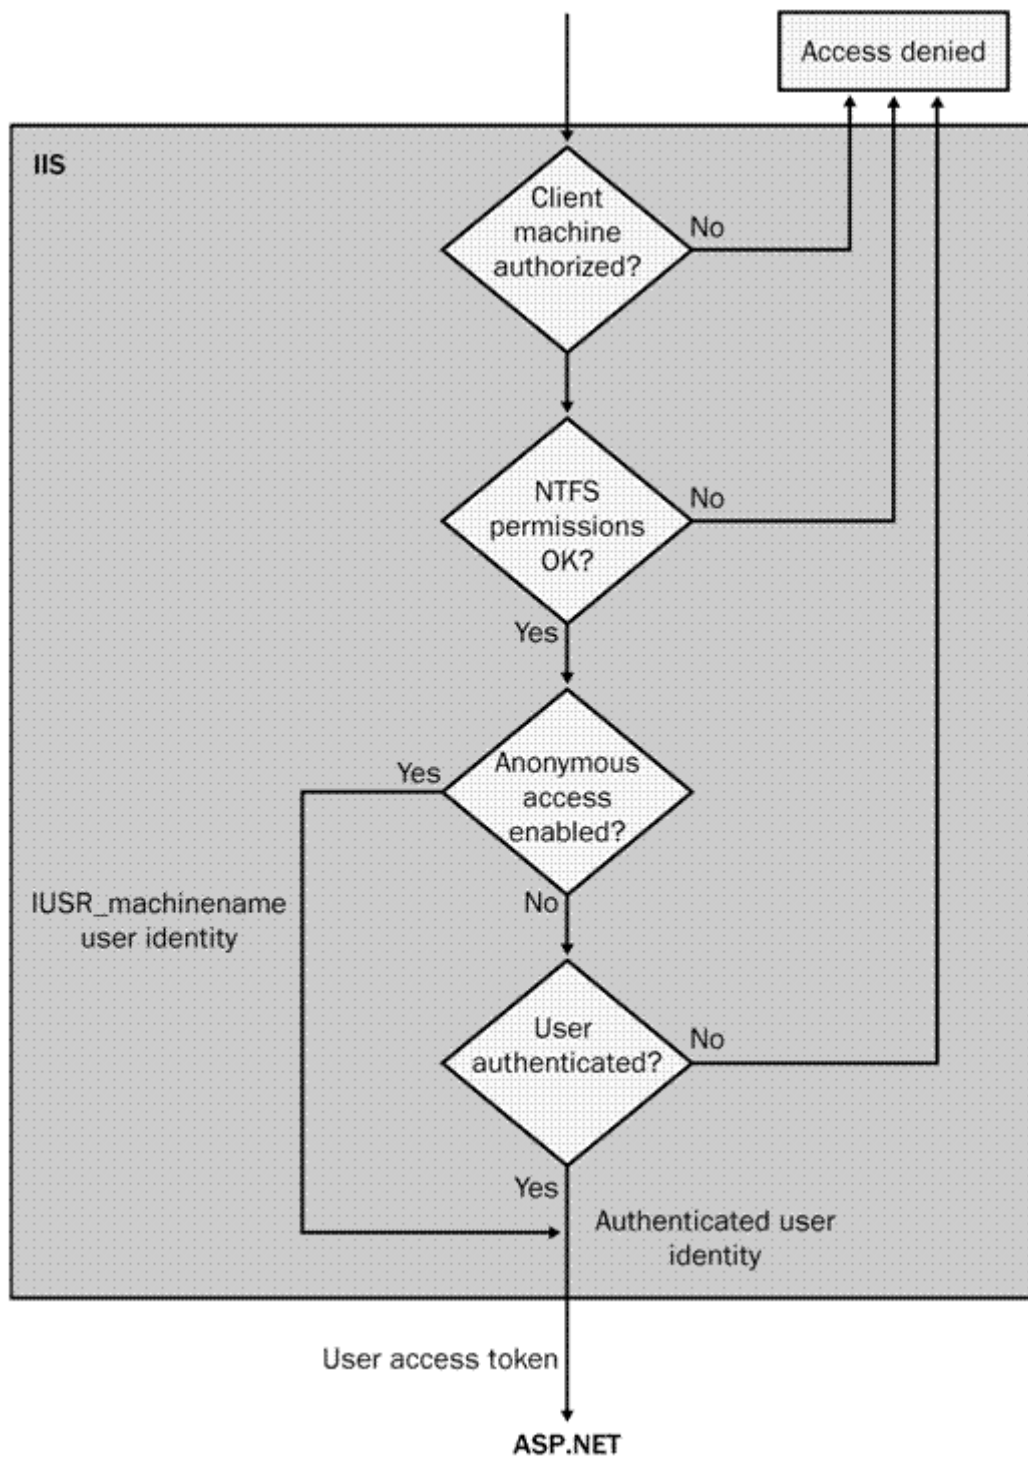 Access denied
IIS
Client
machine
authorized?
No
NTFS
permissions
OK?
No
Yes
Anonymous
access
enabled?
Yes
No
IUSR_machinename
user identity
User
authenticated?
No
Yes
Authenticated user
identity
User access token
ASP.NET